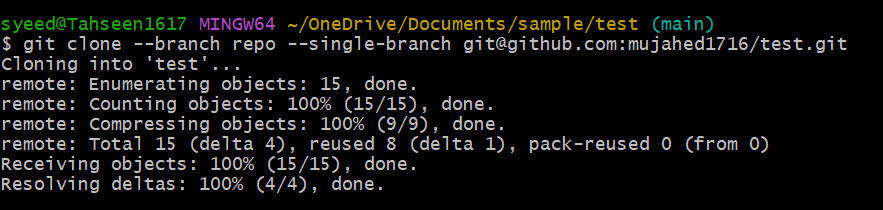 syeed@Tahseen1617 MINGW64 ~/OneDrive/Documents/sample/test (main)
$ git clone --branch repo --single-branch git@github.com:mujahed1716/test.git
Cloning into 'test'...
remote: Enumerating objects: 15, done.
remote: Counting objects: 100% (15/15), done.
remote: Compressing objects: 100% (9/9), done.
remote: Total 15 (delta 4), reused 8 (delta 1), pack-reused 0 (from 0)
Receiving objects: 100% (15/15), done.
Resolving deltas: 100% (4/4), done.